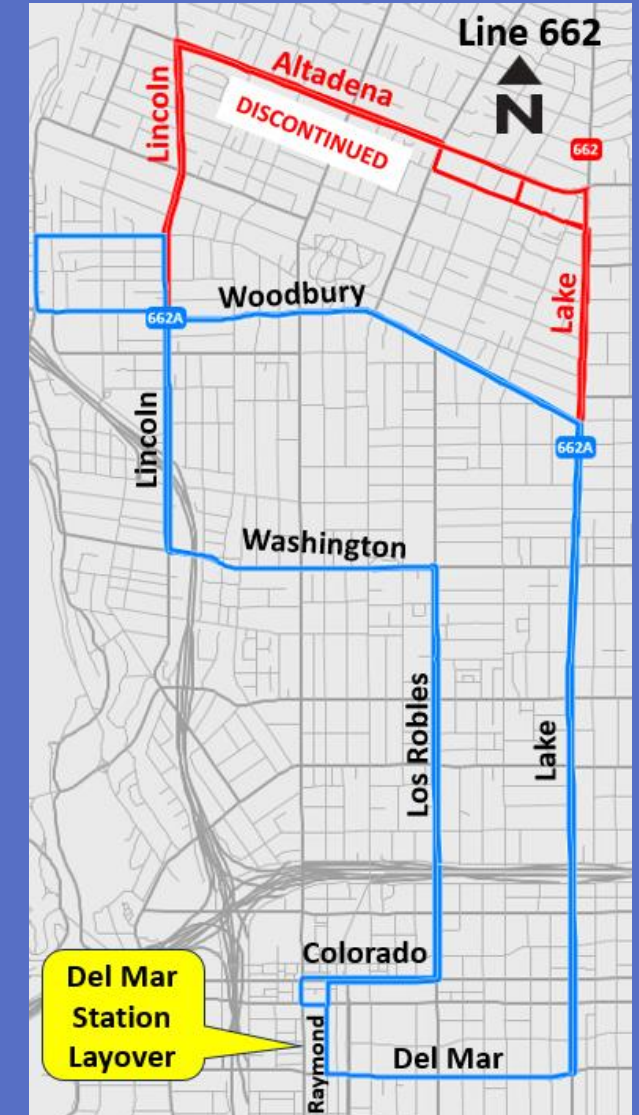 Line 662
N
Altadena
Lincoln
DISCONTINUED
662
Lake
Woodbury
662A
Lincoln
662A
Washington
Los Robles
Lake
Colorado
Del Mar
Station
Layover
Raymond
Del Mar